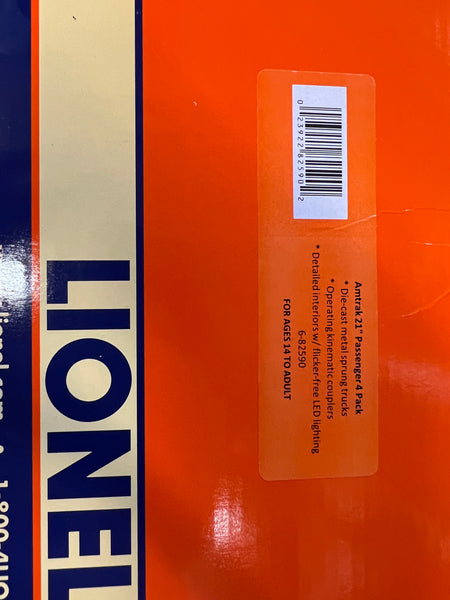 Amtrak 21" Passenger 4 Pack
* Die-cast metal sprung trucks
* Operating kinematic couplers
* Detailed interiors w/ flicker-free LED lighting
6-82590
FOR AGES 14 TO ADULT
0 23922 82590 2
LIONEL